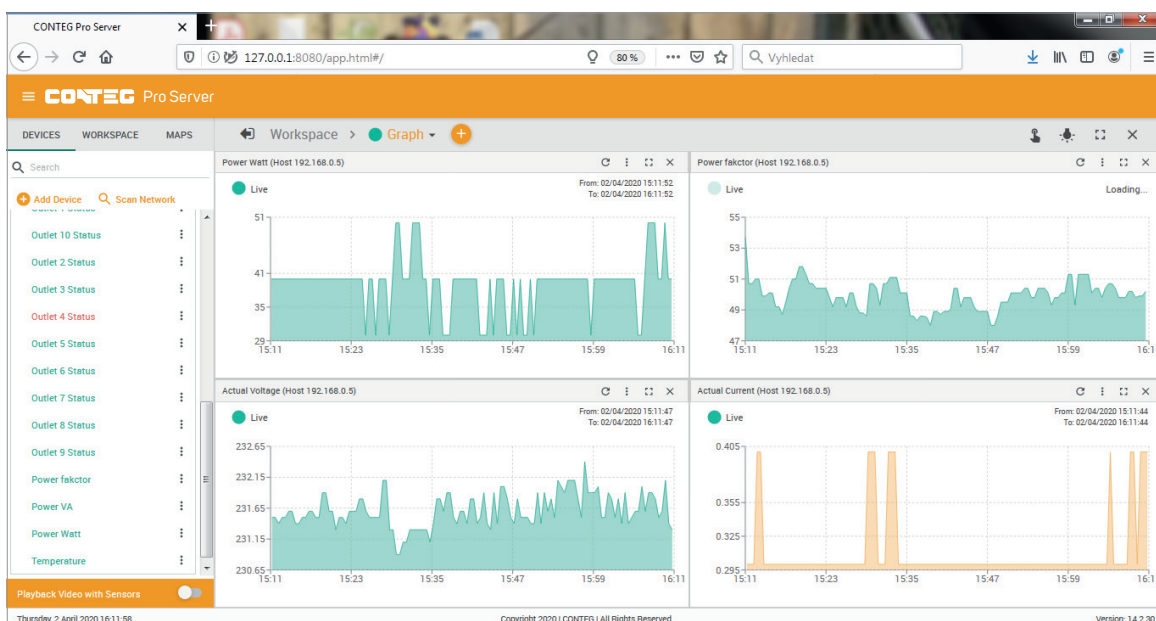 CONTEG Pro Server
127.0.0.1:8080/app.html#/
80 %
Vyhledat
CONTEG Pro Server
DEVICES WORKSPACE MAPS
Workspace > Graph
Search
Add Device Scan Network
Outlet 10 Status
Outlet 2 Status
Outlet 3 Status
Outlet 4 Status
Outlet 5 Status
Outlet 6 Status
Outlet 7 Status
Outlet 8 Status
Outlet 9 Status
Power fakctor
Power VA
Power Watt
Temperature
Playback Video with Sensors
Power Watt (Host 192.168.0.5)
Live
From: 02/04/2020 15:11:52
To: 02/04/2020 16:11:52
51
41
35
29
15:11 15:23 15:35 15:47 15:59 16:11
Power fakctor (Host 192.168.0.5)
Live
Loading...
55
53
51
49
47
15:11 15:23 15:35 15:47 15:59 16:1
Actual Voltage (Host 192.168.0.5)
Live
From: 02/04/2020 15:11:47
To: 02/04/2020 16:11:47
232.65
232.15
231.65
231.15
230.65
15:11 15:23 15:35 15:47 15:59 16:11
Actual Current (Host 192.168.0.5)
Live
From: 02/04/2020 15:11:44
To: 02/04/2020 16:11:44
0.405
0.355
0.325
0.295
15:11 15:23 15:35 15:47 15:59 16:1
Thursday, 2 April 2020 16:11:58
Copyright 2020 | CONTEG | All Rights Reserved
Version: 14.2.30